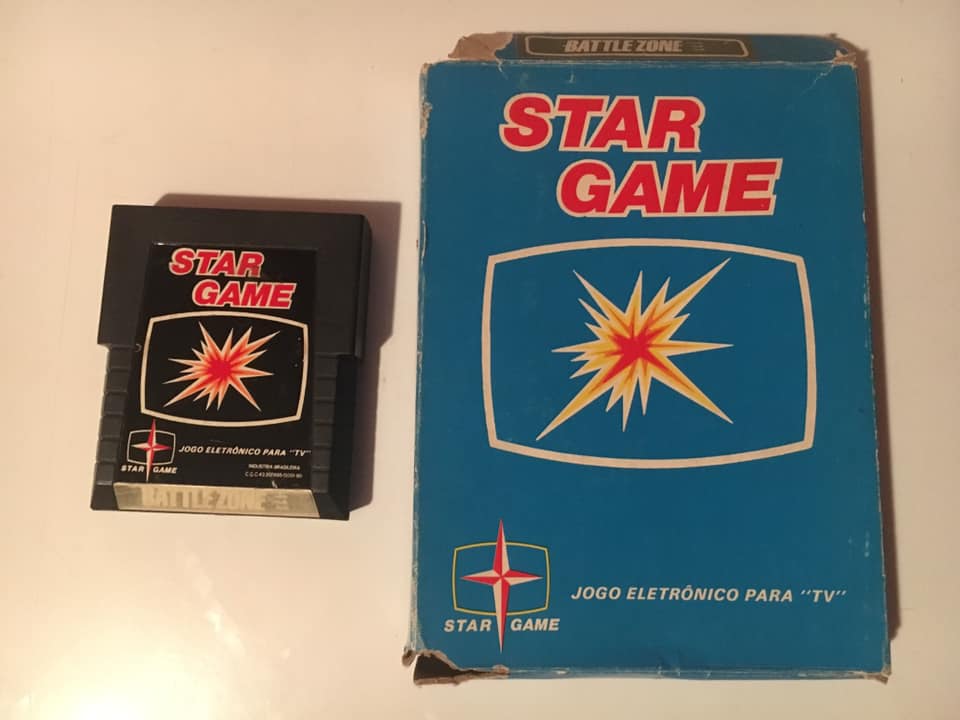 STAR
GAME
STAR GAME
JOGO ELETRÔNICO PARA "TV"
INDUSTRIA BRASILEIRA
BATTLE ZONE
BATTLE ZONE
STAR
GAME
STAR GAME
JOGO ELETRÔNICO PARA "TV"